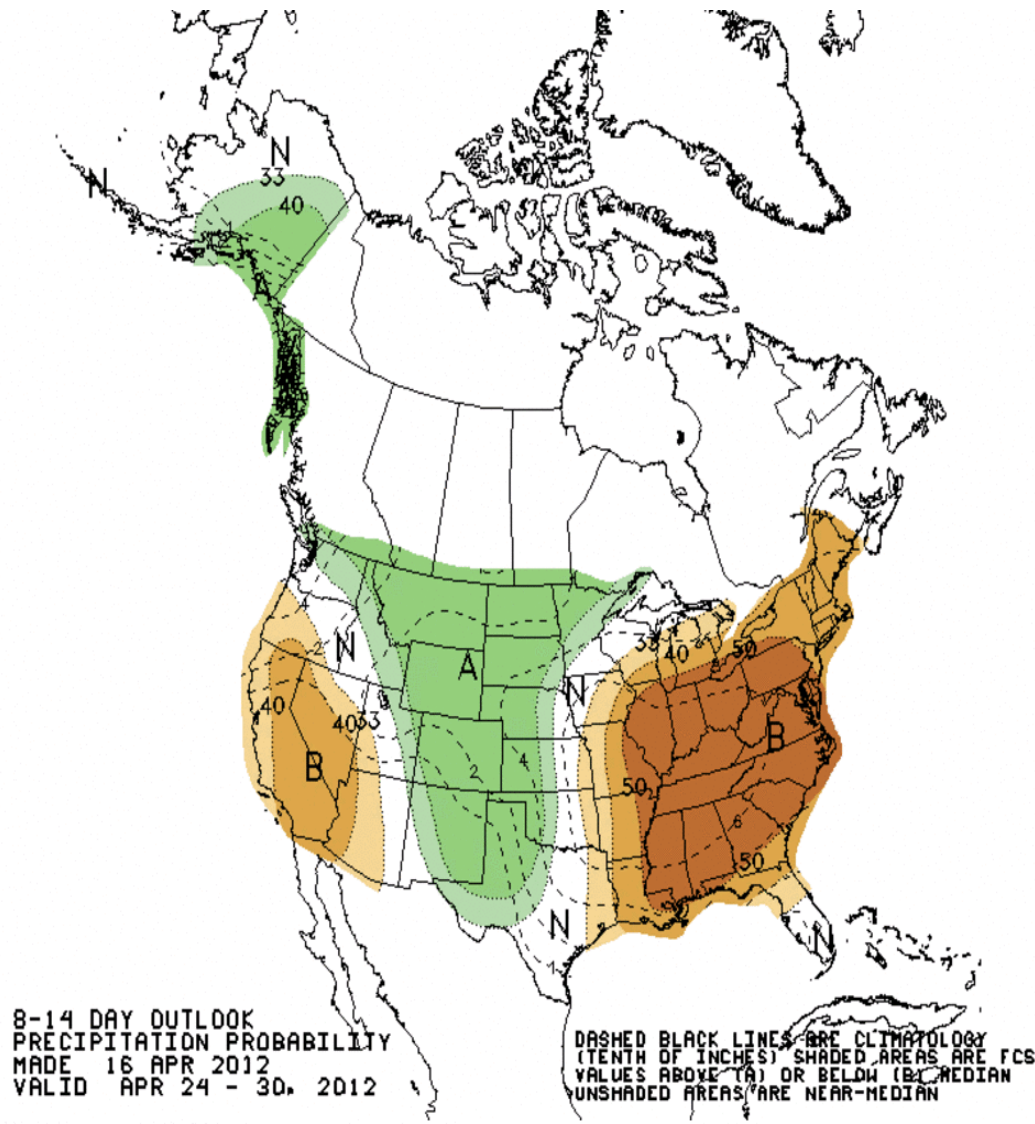 N
33
N
40
A
4
N
2
33
40
50
A
N
40
40
33
B
B
2
4
50
6
50
N
N
8-14 DAY OUTLOOK
PRECIPITATION PROBABILITY
MADE 16 APR 2012
VALID APR 24 - 30, 2012
DASHED BLACK LINES ARE CLIMATOLOGY
(TENTH OF INCHES) SHADED AREAS ARE FCST
VALUES ABOVE (A) OR BELOW (B) MEDIAN
UNSHADED AREAS ARE NEAR-MEDIAN